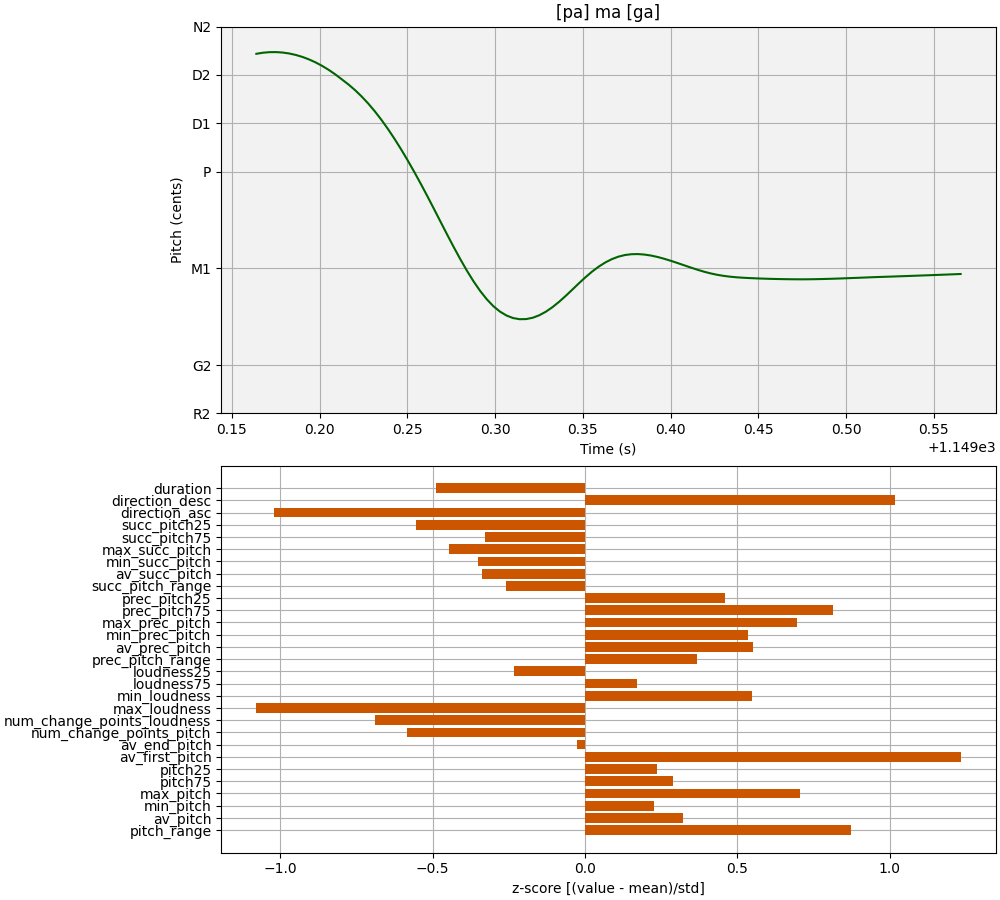 [pa] ma [ga]
N2
D2
D1
P
M1
G2
R2
Pitch (cents)
0.15 0.20 0.25 0.30 0.35 0.40 0.45 0.50 0.55
Time (s)
+1.149e3
duration
direction_desc
direction_asc
succ_pitch25
succ_pitch75
max_succ_pitch
min_succ_pitch
av_succ_pitch
succ_pitch_range
prec_pitch25
prec_pitch75
max_prec_pitch
min_prec_pitch
av_prec_pitch
prec_pitch_range
loudness25
loudness75
min_loudness
max_loudness
num_change_points_loudness
num_change_points_pitch
av_end_pitch
av_first_pitch
pitch25
pitch75
max_pitch
min_pitch
av_pitch
pitch_range
−1.0 −0.5 0.0 0.5 1.0
z-score [(value - mean)/std]